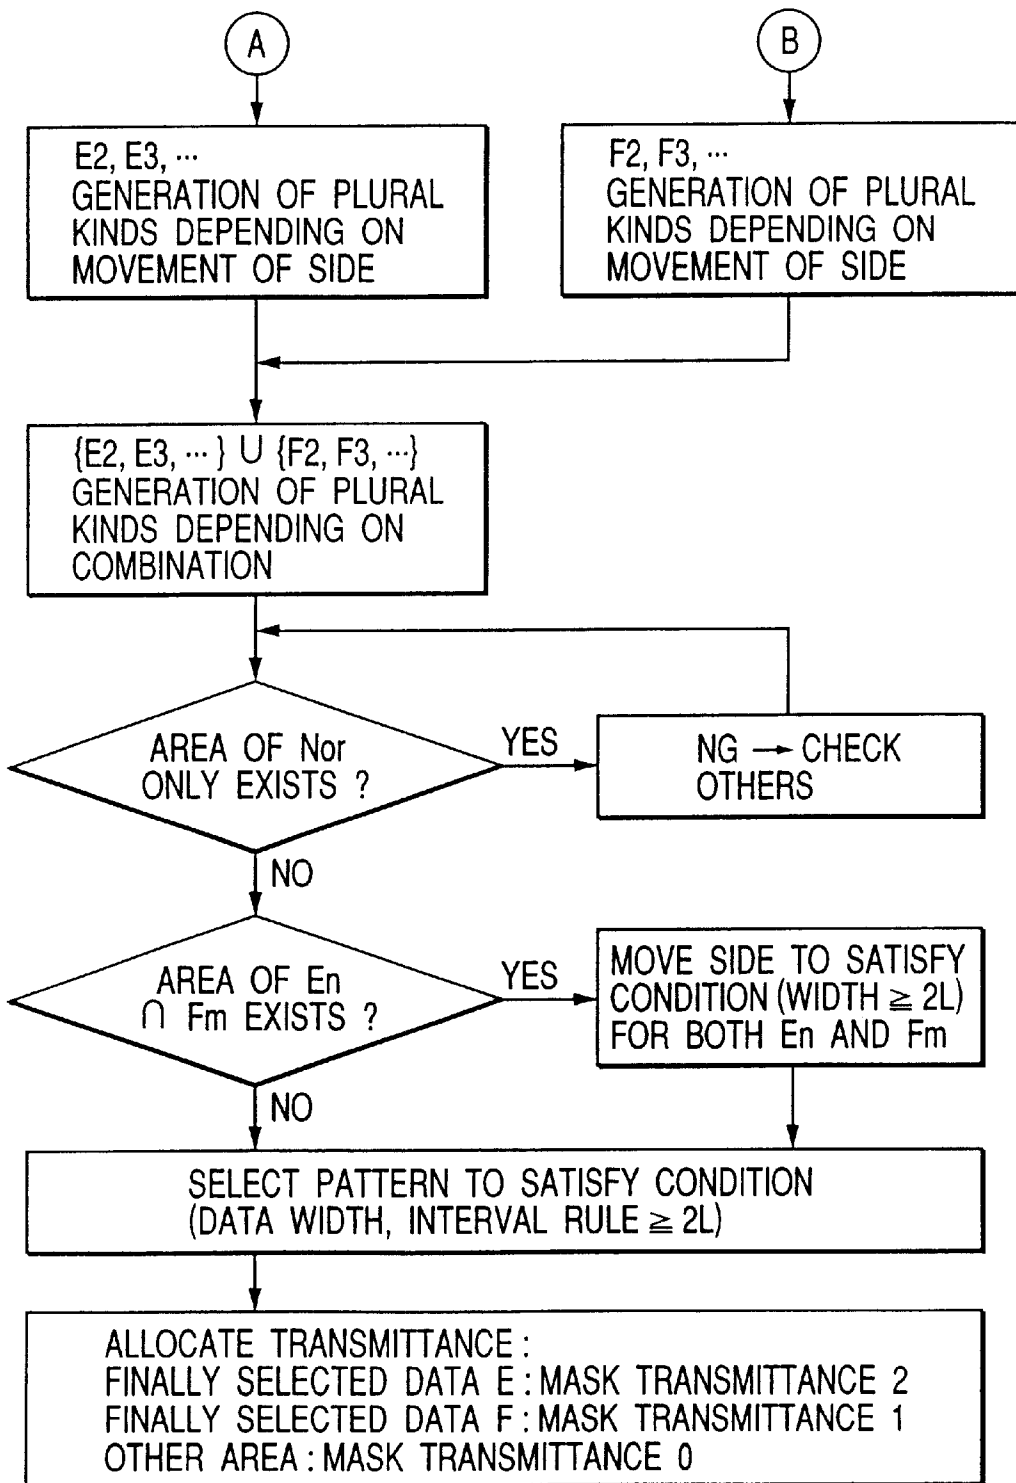 A
B
E2, E3, ···
GENERATION OF PLURAL
KINDS DEPENDING ON
MOVEMENT OF SIDE
F2, F3, ···
GENERATION OF PLURAL
KINDS DEPENDING ON
MOVEMENT OF SIDE
{E2, E3, ··· } ∪ {F2, F3, ···}
GENERATION OF PLURAL
KINDS DEPENDING ON
COMBINATION
AREA OF Nor
ONLY EXISTS ?
YES
NG → CHECK
OTHERS
NO
AREA OF En
∩ Fm EXISTS ?
YES
MOVE SIDE TO SATISFY
CONDITION (WIDTH ≧ 2L)
FOR BOTH En AND Fm
NO
SELECT PATTERN TO SATISFY CONDITION
(DATA WIDTH, INTERVAL RULE ≧ 2L)
ALLOCATE TRANSMITTANCE :
FINALLY SELECTED DATA E : MASK TRANSMITTANCE 2
FINALLY SELECTED DATA F : MASK TRANSMITTANCE 1
OTHER AREA : MASK TRANSMITTANCE 0